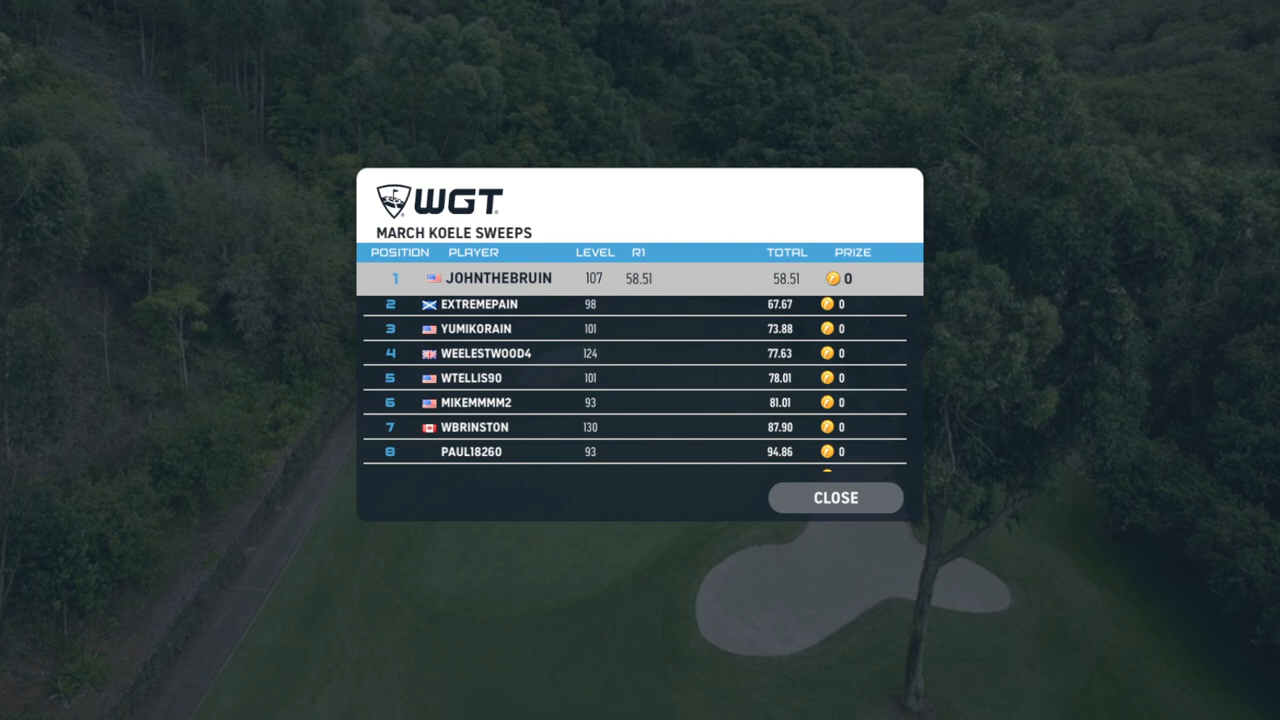 WGT
MARCH KOELE SWEEPS
POSITION PLAYER LEVEL R1 TOTAL PRIZE
1 JOHNTHEBRUIN 107 58.51 58.51 0
2 EXTREMEPAIN 98 67.67 0
3 YUMIKORAIN 101 73.88 0
4 WEELESTWOOD4 124 77.63 0
5 WTELLIS90 101 78.01 0
6 MIKEMMMM2 93 81.01 0
7 WBRINSTON 130 87.90 0
8 PAUL18260 93 94.86 0
CLOSE